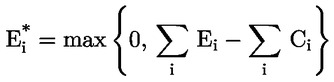 E_i^* = max { 0, ∑_i E_i − ∑_i C_i }